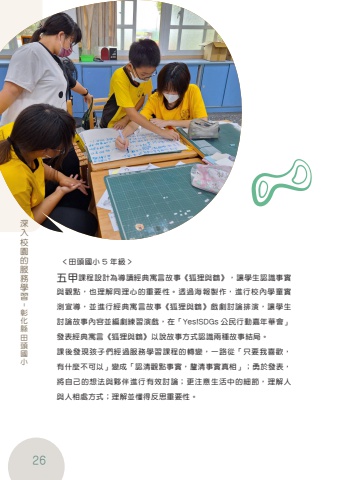 深入校園的服務學習，彰化縣田頭國小
＜田頭國小５年級＞
五甲課程設計為導讀經典寓言故事《狐狸與鶴》，讓學生認識事實
與觀點，也理解同理心的重要性。透過海報製作，進行校內學童實
測宣導，並進行經典寓言故事《狐狸與鶴》戲劇討論排演，讓學生
討論故事內容並編劇練習演戲，在「Yes!SDGs 公民行動嘉年華會」
發表經典寓言《狐狸與鶴》以說故事方式認識兩種故事結局。
課後發現孩子們經過服務學習課程的轉變，一路從「只要我喜歡，
有什麼不可以」變成「認清觀點事實，釐清事實真相」；勇於發表，
將自己的想法與夥伴進行有效討論；更注意生活中的細節，理解人
與人相處方式；理解並懂得反思重要性。
26